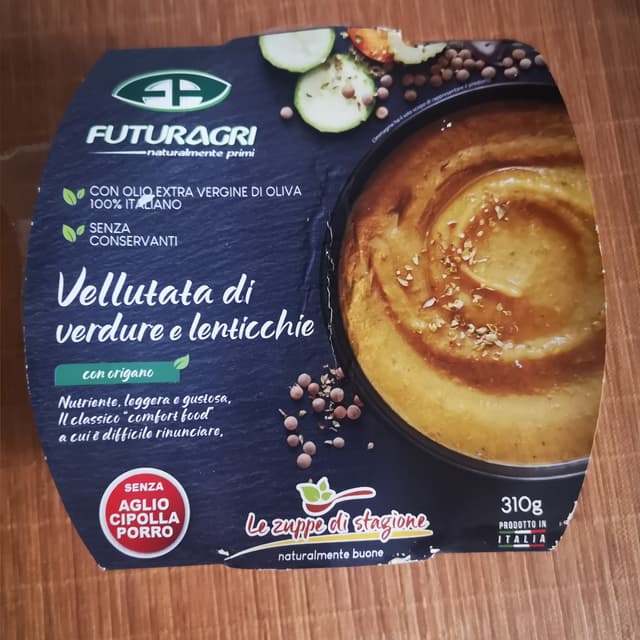 FUTURAGRI
naturalmente primi
CON OLIO EXTRA VERGINE DI OLIVA
100% ITALIANO
SENZA
CONSERVANTI
Vellutata di
verdure e lenticchie
con origano
Nutriente, leggera e gustosa,
Il classico "comfort food"
a cui è difficile rinunciare.
SENZA
AGLIO
CIPOLLA
PORRO
Le zuppe di stagione
naturalmente buone
310g
PRODOTTO IN
ITALIA